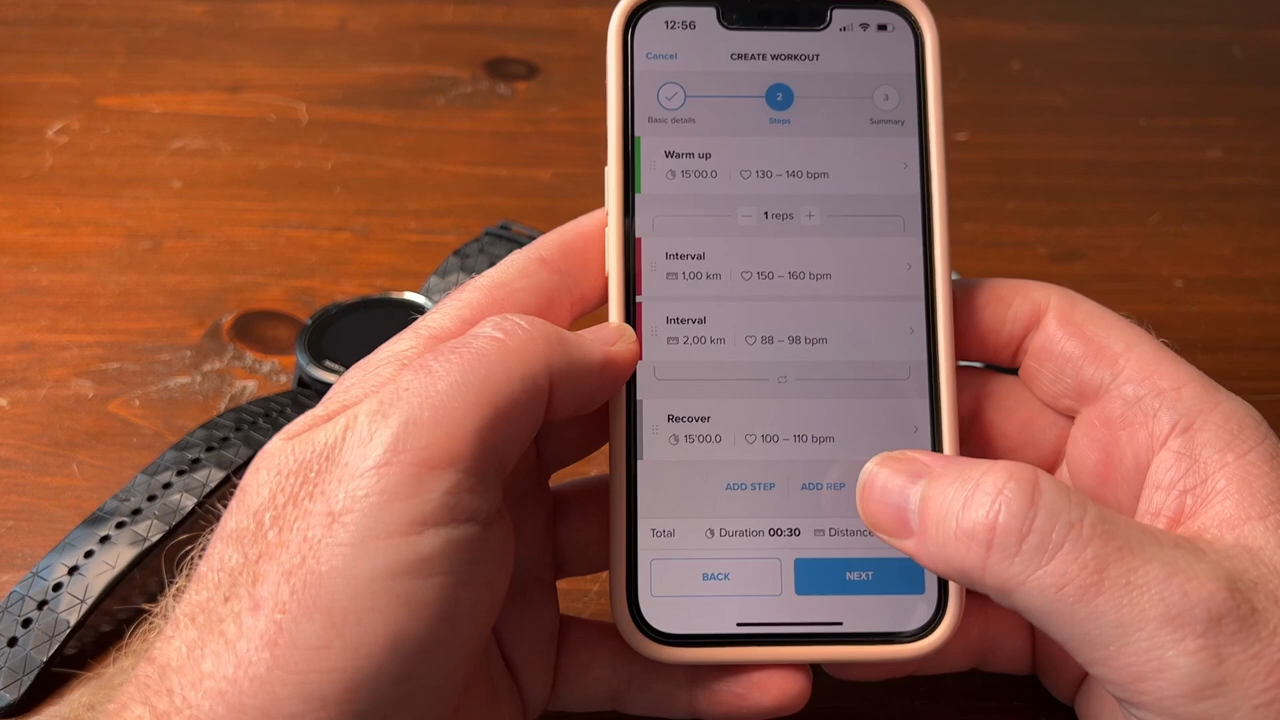 12:56
Cancel CREATE WORKOUT
2 3
Basic details Steps Summary
Warm up
15'00.0 130 – 140 bpm
1 reps
Interval
1,00 km 150 – 160 bpm
Interval
2,00 km 88 – 98 bpm
Recover
15'00.0 100 – 110 bpm
ADD STEP ADD REP
Total Duration 00:30 Distance
BACK NEXT